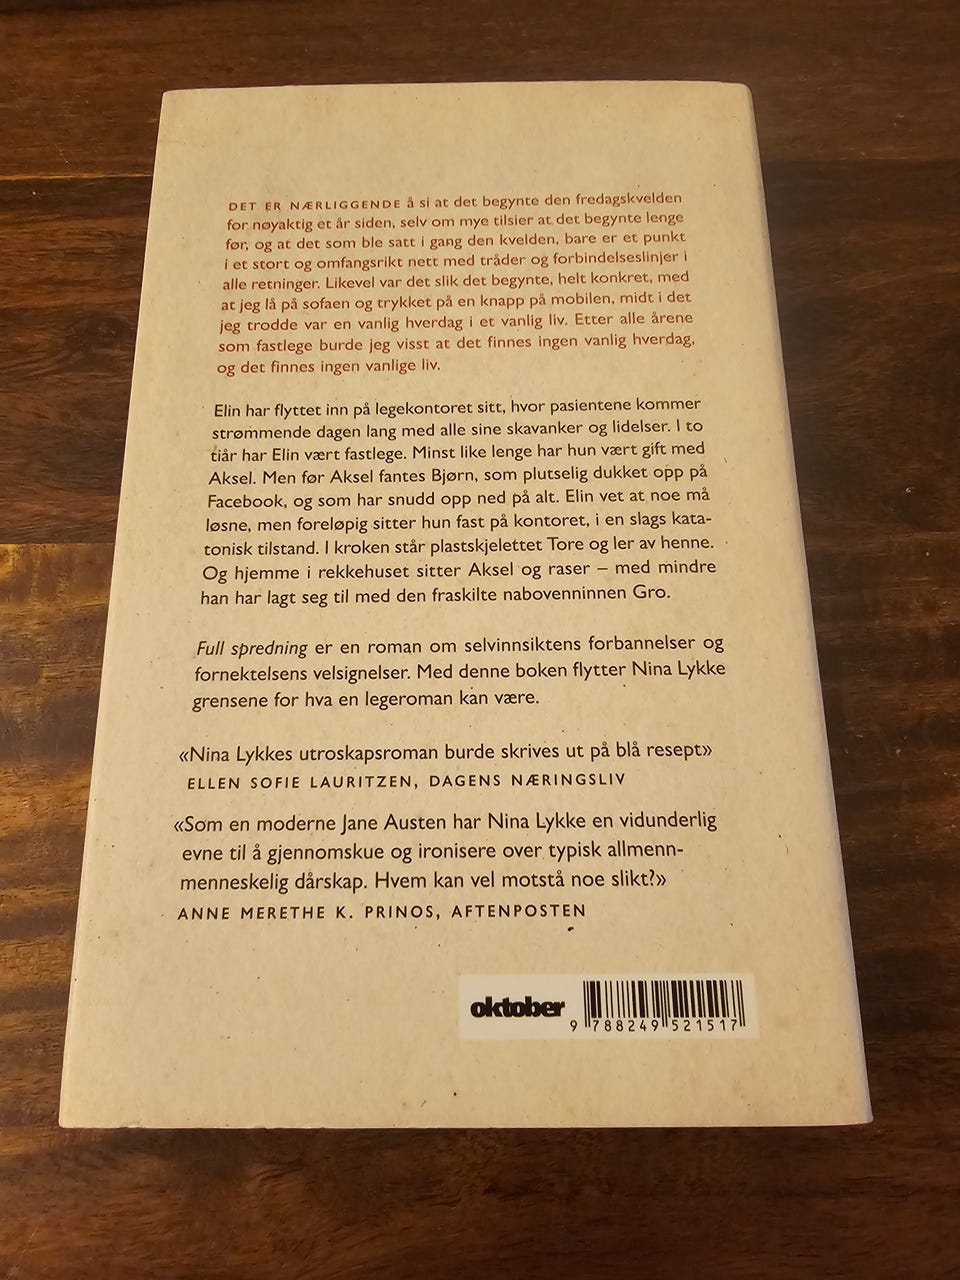 DET ER NÆRLIGGENDE å si at det begynte den fredagskvelden
for nøyaktig et år siden, selv om mye tilsier at det begynte lenge
før, og at det som ble satt i gang den kvelden, bare er et punkt
i et stort og omfangsrikt nett med tråder og forbindelseslinjer i
alle retninger. Likevel var det slik det begynte, helt konkret, med
at jeg lå på sofaen og trykket på en knapp på mobilen, midt i det
jeg trodde var en vanlig hverdag i et vanlig liv. Etter alle årene
som fastlege burde jeg visst at det finnes ingen vanlig hverdag,
og det finnes ingen vanlige liv.
Elin har flyttet inn på legekontoret sitt, hvor pasientene kommer
strømmende dagen lang med alle sine skavanker og lidelser. I to
tiår har Elin vært fastlege. Minst like lenge har hun vært gift med
Aksel. Men før Aksel fantes Bjørn, som plutselig dukket opp på
Facebook, og som har snudd opp ned på alt. Elin vet at noe må
løsne, men foreløpig sitter hun fast på kontoret, i en slags kata-
tonisk tilstand. I kroken står plastskjelettet Tore og ler av henne.
Og hjemme i rekkehuset sitter Aksel og raser – med mindre
han har lagt seg til med den fraskilte nabovenninnen Gro.
Full spredning er en roman om selvinnsiktens forbannelser og
fornektelsens velsignelser. Med denne boken flytter Nina Lykke
grensene for hva en legeroman kan være.
«Nina Lykkes utroskapsroman burde skrives ut på blå resept»
ELLEN SOFIE LAURITZEN, DAGENS NÆRINGSLIV
«Som en moderne Jane Austen har Nina Lykke en vidunderlig
evne til å gjennomskue og ironisere over typisk allmenn-
menneskelig dårskap. Hvem kan vel motstå noe slikt?»
ANNE MERETHE K. PRINOS, AFTENPOSTEN
oktober
9 788249 521517